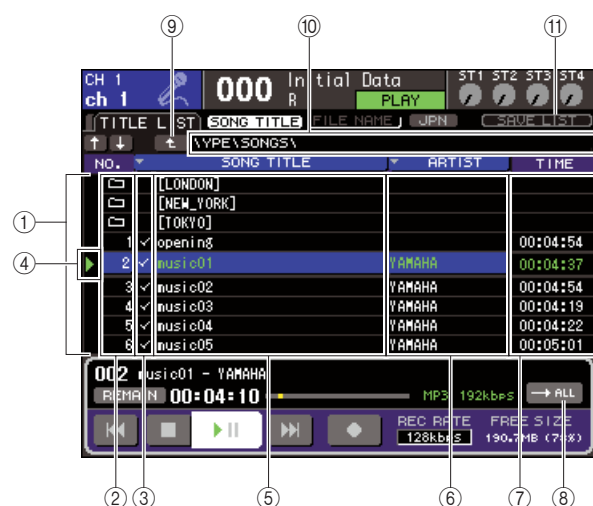 ⑨ ⑩ ⑪
CH 1
ch 1
000
Initial Data
R
PLAY
ST1 ST2 ST3 ST4
TITLE LIST SONG TITLE FILE NAME JPN SAVE LIST
\YPE\SONGS\
NO. SONG TITLE ARTIST TIME
[LONDON]
[NEW_YORK]
[TOKYO]
1 ✓ opening 00:04:54
2 ✓ music01 YAMAHA 00:04:37
3 ✓ music02 YAMAHA 00:04:54
4 ✓ music03 YAMAHA 00:04:19
5 ✓ music04 YAMAHA 00:04:22
6 ✓ music05 YAMAHA 00:05:01
①
④
002 music01 - YAMAHA
REMAIN 00:04:10 MP3 192kbps → ALL
REC RATE FREE SIZE
128kbps 190.7MB (78%)
② ③ ⑤ ⑥ ⑦ ⑧